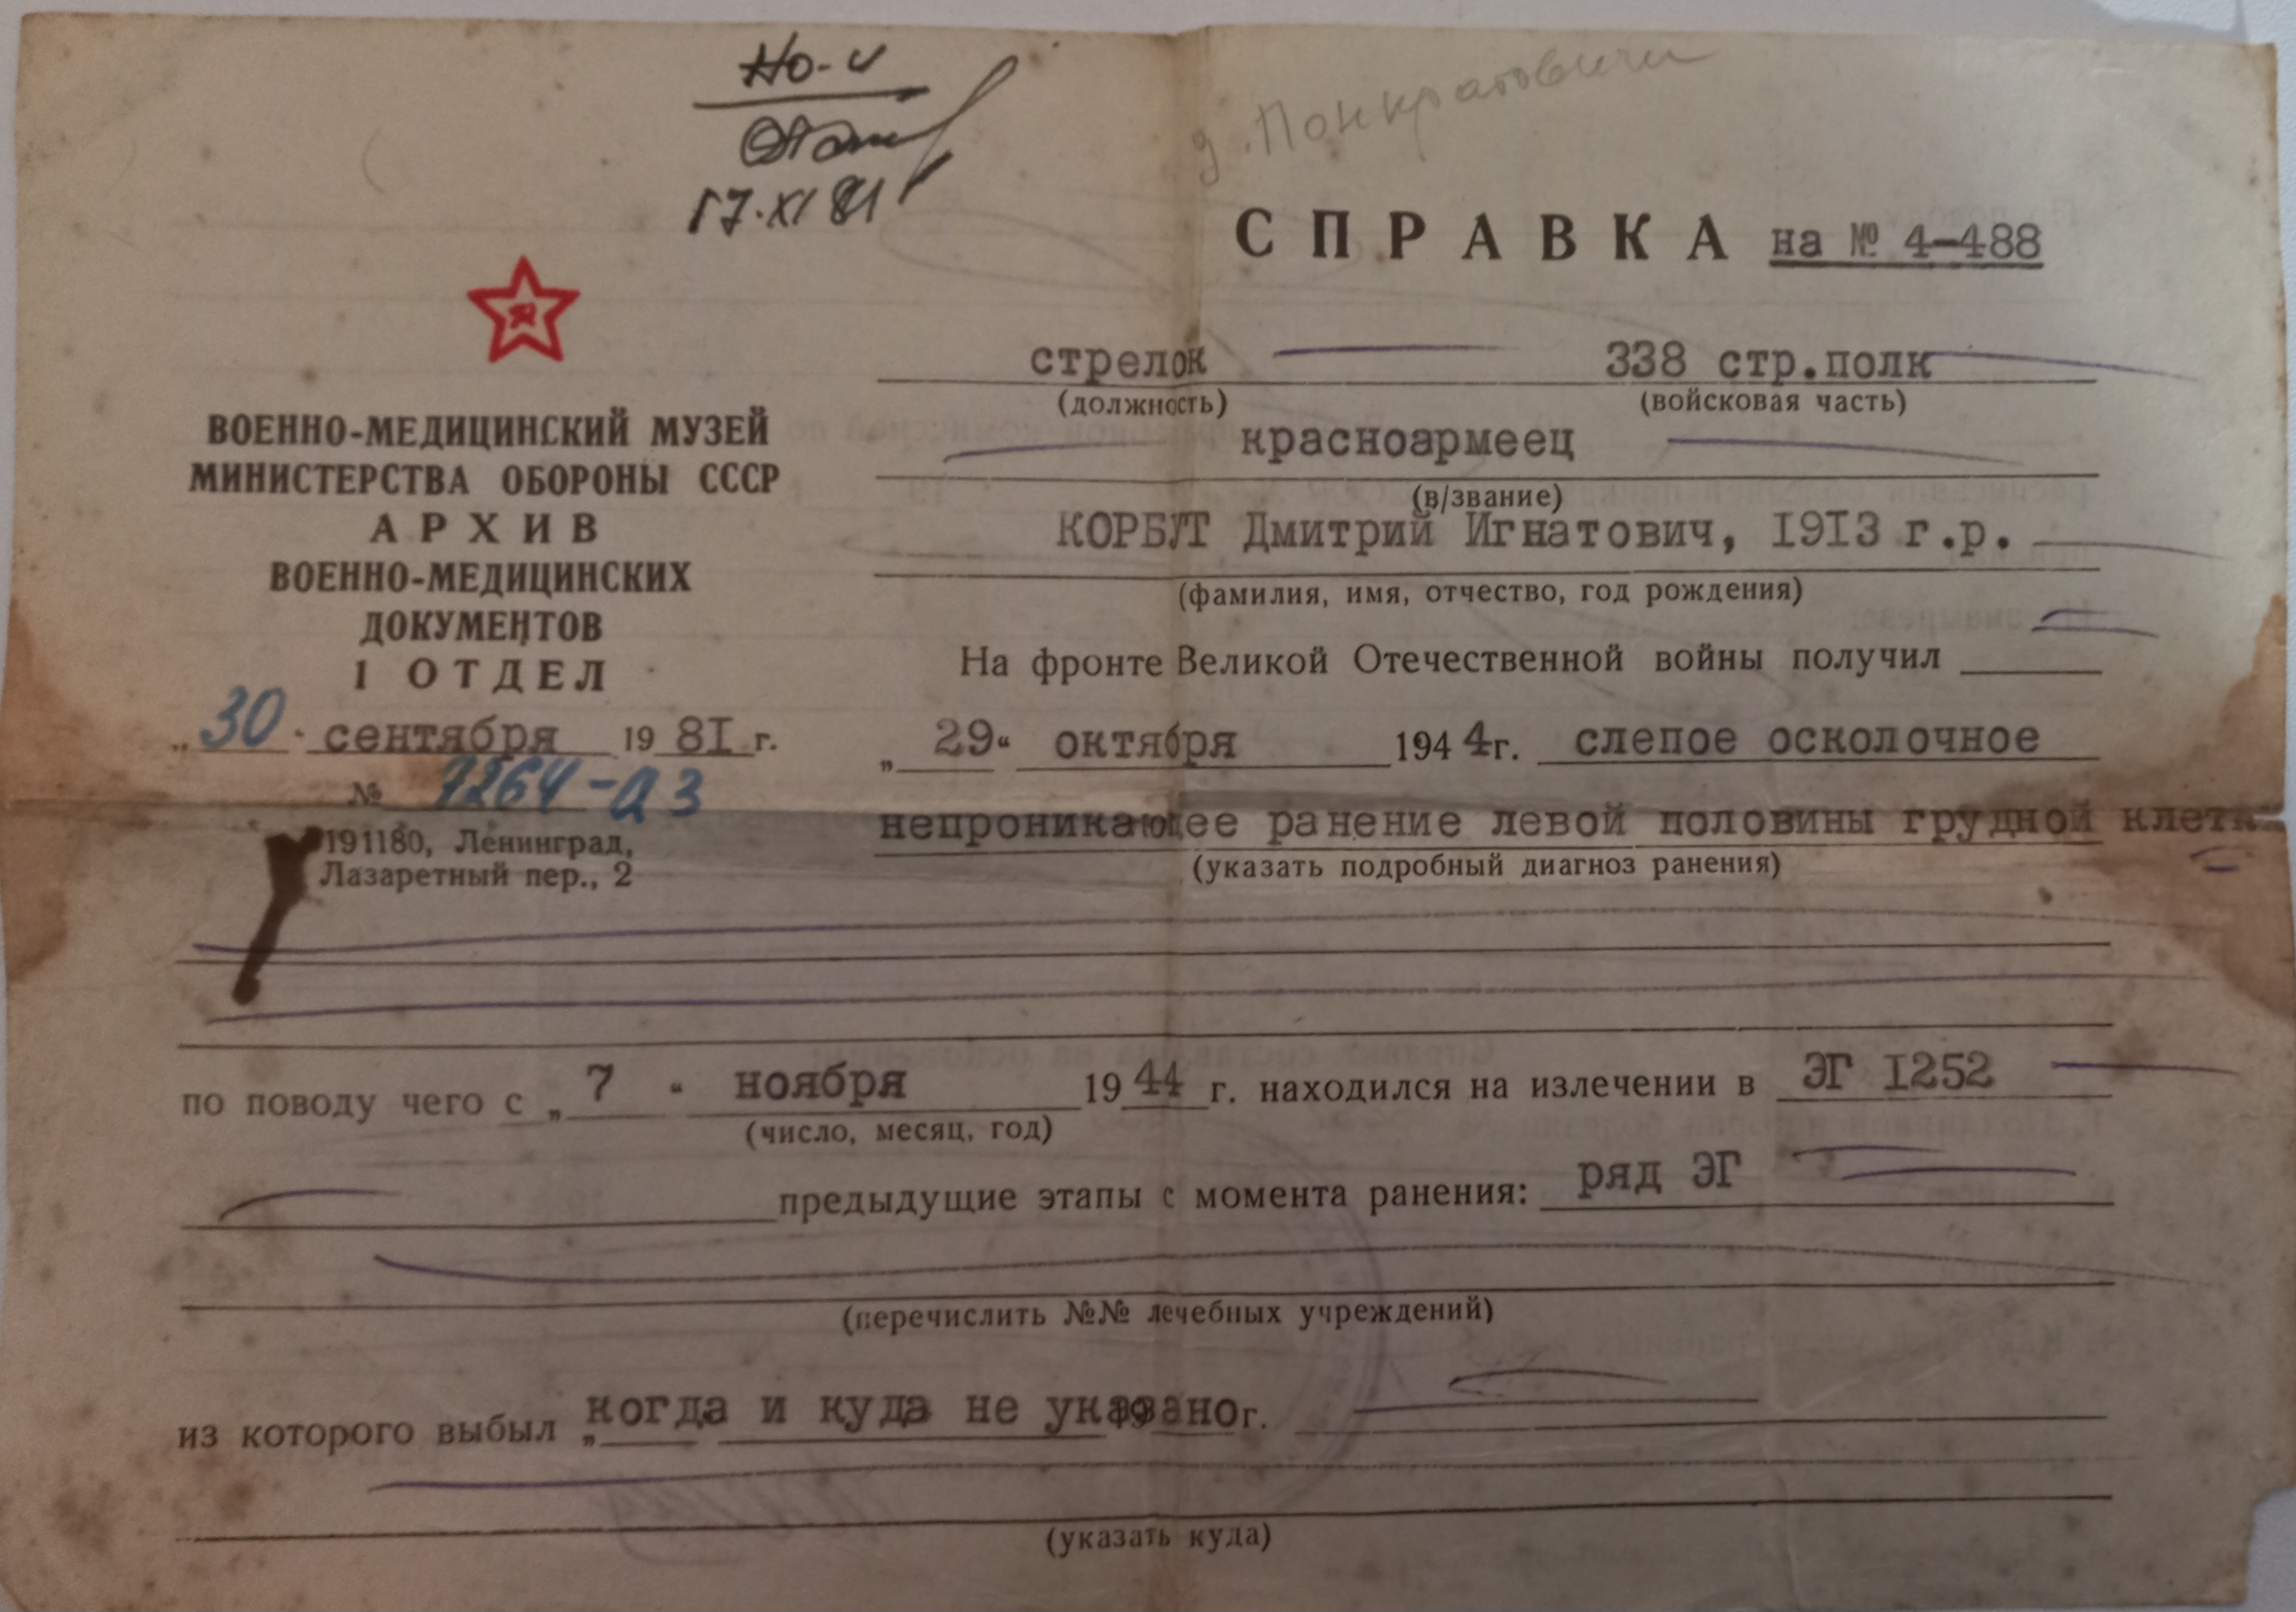 Но-и
17.XI 81
д. Понкратовичи
СПРАВКА на № 4-488
ВОЕННО-МЕДИЦИНСКИЙ МУЗЕЙ
МИНИСТЕРСТВА ОБОРОНЫ СССР
АРХИВ
ВОЕННО-МЕДИЦИНСКИХ
ДОКУМЕНТОВ
1 ОТДЕЛ
„30" сентября 1981 г.
№ 7264-а3
191180, Ленинград,
Лазаретный пер., 2
стрелок 338 стр.полк
(должность) (войсковая часть)
красноармеец
(в/звание)
КОРБУТ Дмитрий Игнатович, 1913 г.р.
(фамилия, имя, отчество, год рождения)
На фронте Великой Отечественной войны получил
„29" октября 1944г. слепое осколочное
непроникающее ранение левой половины грудной клетк
(указать подробный диагноз ранения)
по поводу чего с „7" ноября 1944 г. находился на излечении в ЭГ 1252
(число, месяц, год)
предыдущие этапы с момента ранения: ряд ЭГ
(перечислить №№ лечебных учреждений)
из которого выбыл „когда и куда не указано 19 г.
(указать куда)